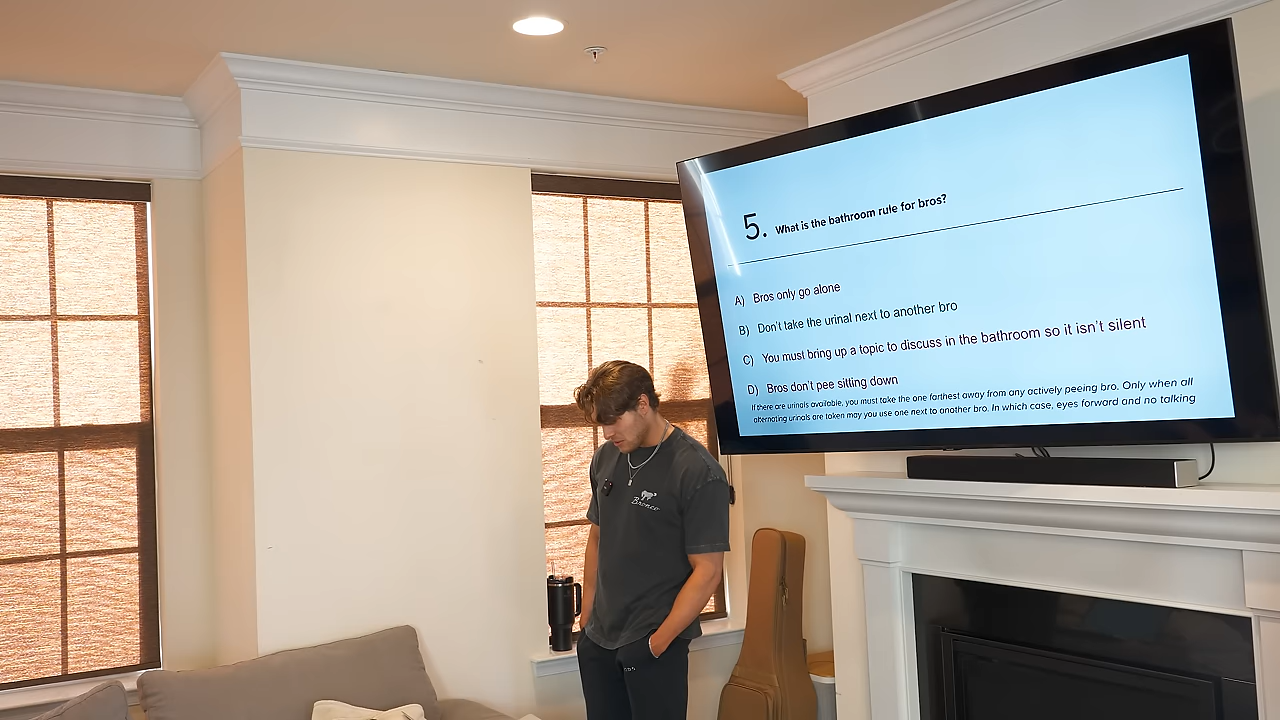 5. What is the bathroom rule for bros?
A) Bros only go alone
B) Don't take the urinal next to another bro
C) You must bring up a topic to discuss in the bathroom so it isn't silent
D) Bros don't pee sitting down
If there are urinals available, you must take the one farthest away from any actively peeing bro. Only when all
alternating urinals are taken may you use one next to another bro. In which case, eyes forward and no talking
Bronco